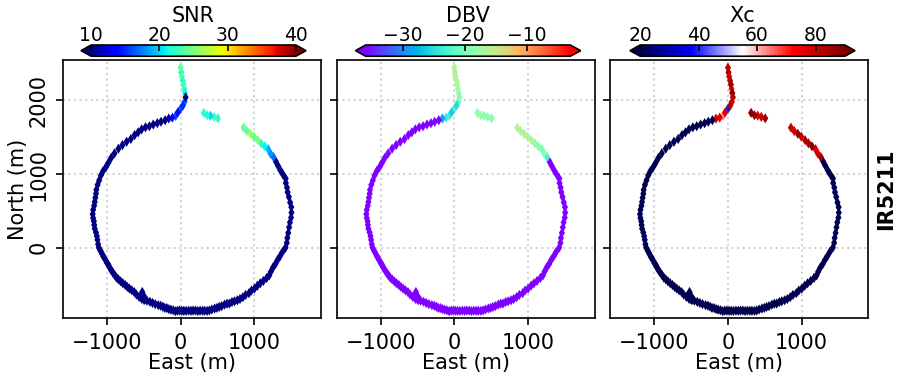 SNR DBV Xc
10 20 30 40 −30 −20 −10 20 40 60 80
2000
1000
0
North (m)
IR5211
−1000 0 1000 −1000 0 1000 −1000 0 1000
East (m) East (m) East (m)